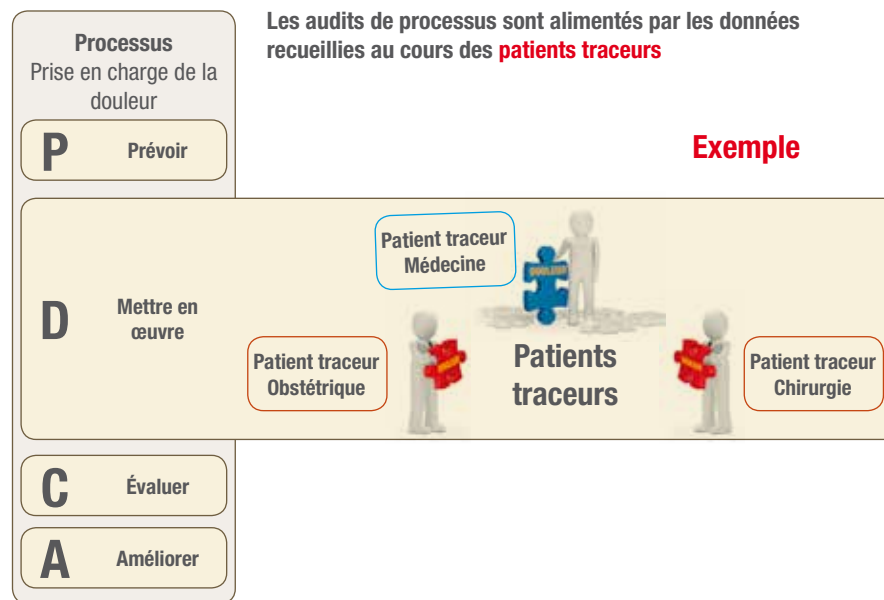 Les audits de processus sont alimentés par les données
recueillies au cours des patients traceurs
Processus
Prise en charge de la
douleur
P Prévoir
Exemple
D Mettre en
œuvre
Patient traceur
Médecine
Patient traceur
Obstétrique
Patients
traceurs
Patient traceur
Chirurgie
C Évaluer
A Améliorer